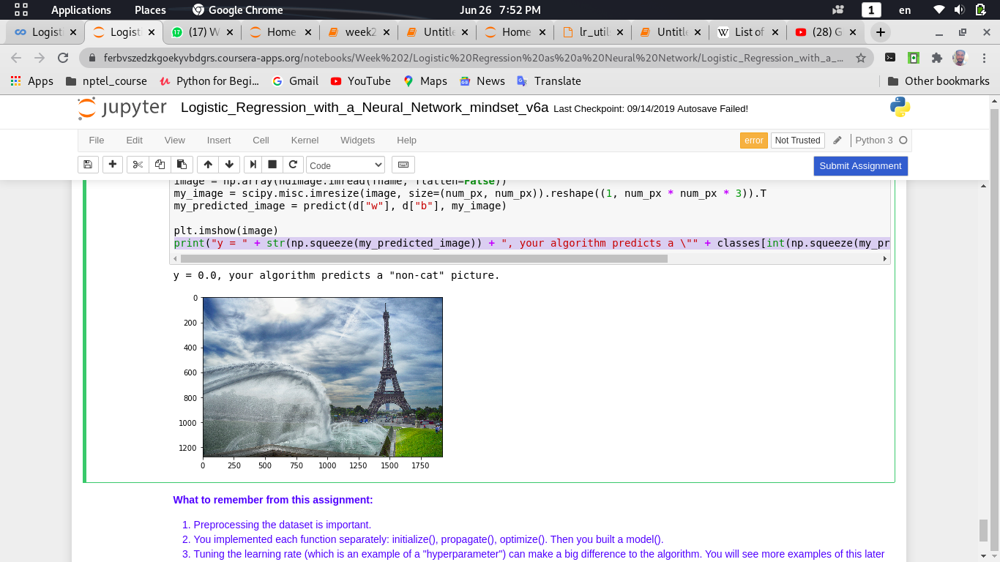 Applications Places Google Chrome Jun 26 7:52 PM 1 en
Logisti Logisti (17) W Home week2 Untitle Home lr_utils Untitle List of (28) G
ferbvszedzkgoekyvbdgrs.coursera-apps.org/notebooks/Week%202/Logistic%20Regression%20as%20a%20Neural%20Network/Logistic_Regression_with_a_...
Apps nptel_course Python for Begi... Gmail YouTube Maps News Translate Other bookmarks
jupyter Logistic_Regression_with_a_Neural_Network_mindset_v6a Last Checkpoint: 09/14/2019 Autosave Failed!
File Edit View Insert Cell Kernel Widgets Help error Not Trusted Python 3
Code Submit Assignment
image = np.array(ndimage.imread(fname, flatten=False))
my_image = scipy.misc.imresize(image, size=(num_px, num_px)).reshape((1, num_px * num_px * 3)).T
my_predicted_image = predict(d["w"], d["b"], my_image)
plt.imshow(image)
print("y = " + str(np.squeeze(my_predicted_image)) + ", your algorithm predicts a \"" + classes[int(np.squeeze(my_pr
y = 0.0, your algorithm predicts a "non-cat" picture.
0
200
400
600
800
1000
1200
0 250 500 750 1000 1250 1500 1750
What to remember from this assignment:
1. Preprocessing the dataset is important.
2. You implemented each function separately: initialize(), propagate(), optimize(). Then you built a model().
3. Tuning the learning rate (which is an example of a "hyperparameter") can make a big difference to the algorithm. You will see more examples of this later